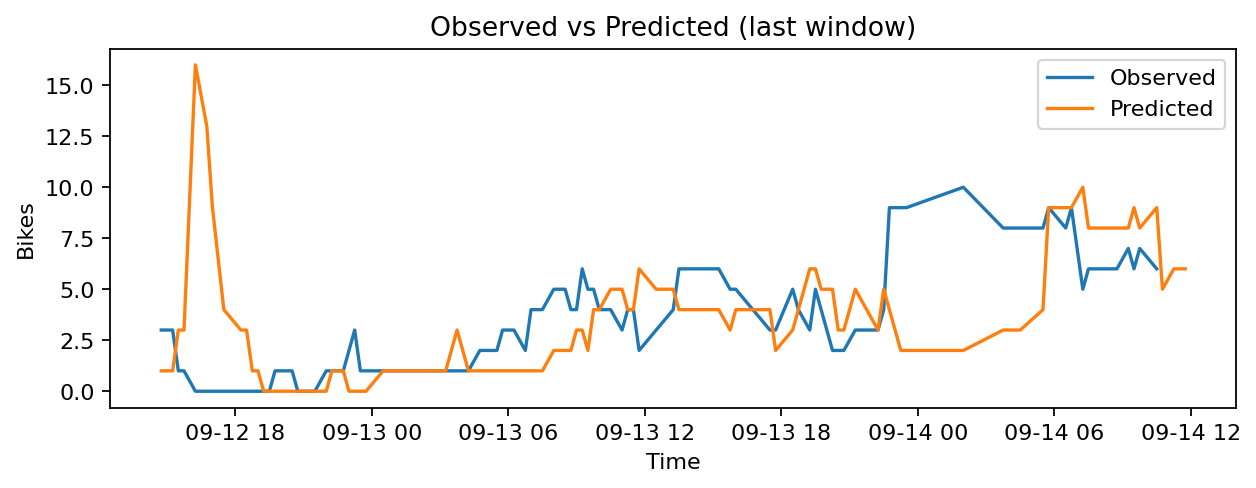 Observed vs Predicted (last window)
Observed
Predicted
15.0
12.5
10.0
7.5
5.0
2.5
0.0
Bikes
09-12 18 09-13 00 09-13 06 09-13 12 09-13 18 09-14 00 09-14 06 09-14 12
Time